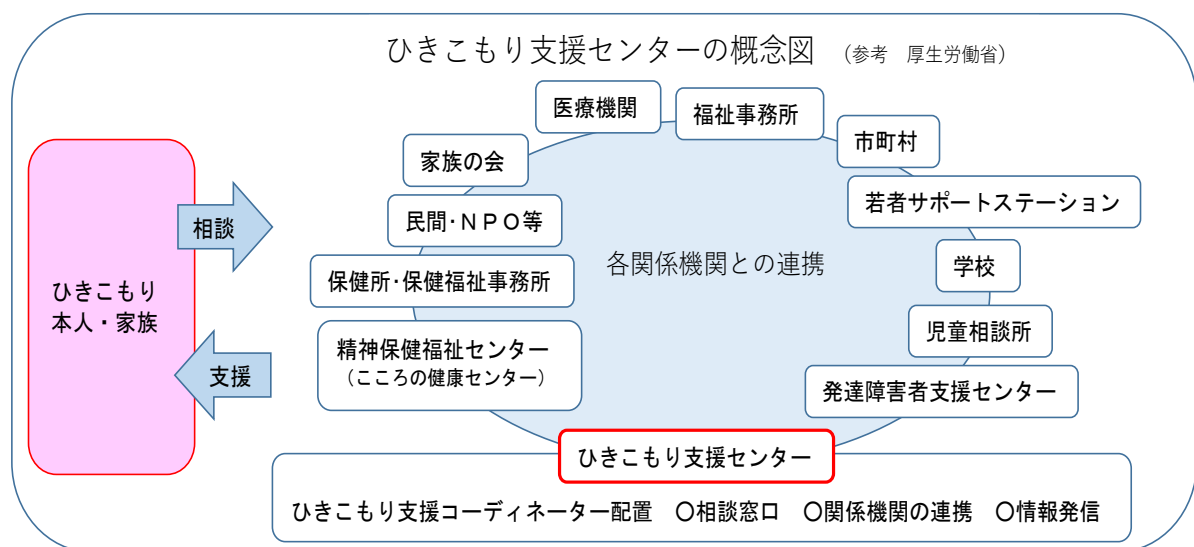 ひきこもり支援センターの概念図 (参考 厚生労働省)
医療機関
福祉事務所
市町村
家族の会
若者サポートステーション
相談
民間・ＮＰＯ等
各関係機関との連携
学校
保健所・保健福祉事務所
ひきこもり
本人・家族
児童相談所
精神保健福祉センター
（こころの健康センター）
支援
発達障害者支援センター
ひきこもり支援センター
ひきこもり支援コーディネーター配置 〇相談窓口 〇関係機関の連携 〇情報発信